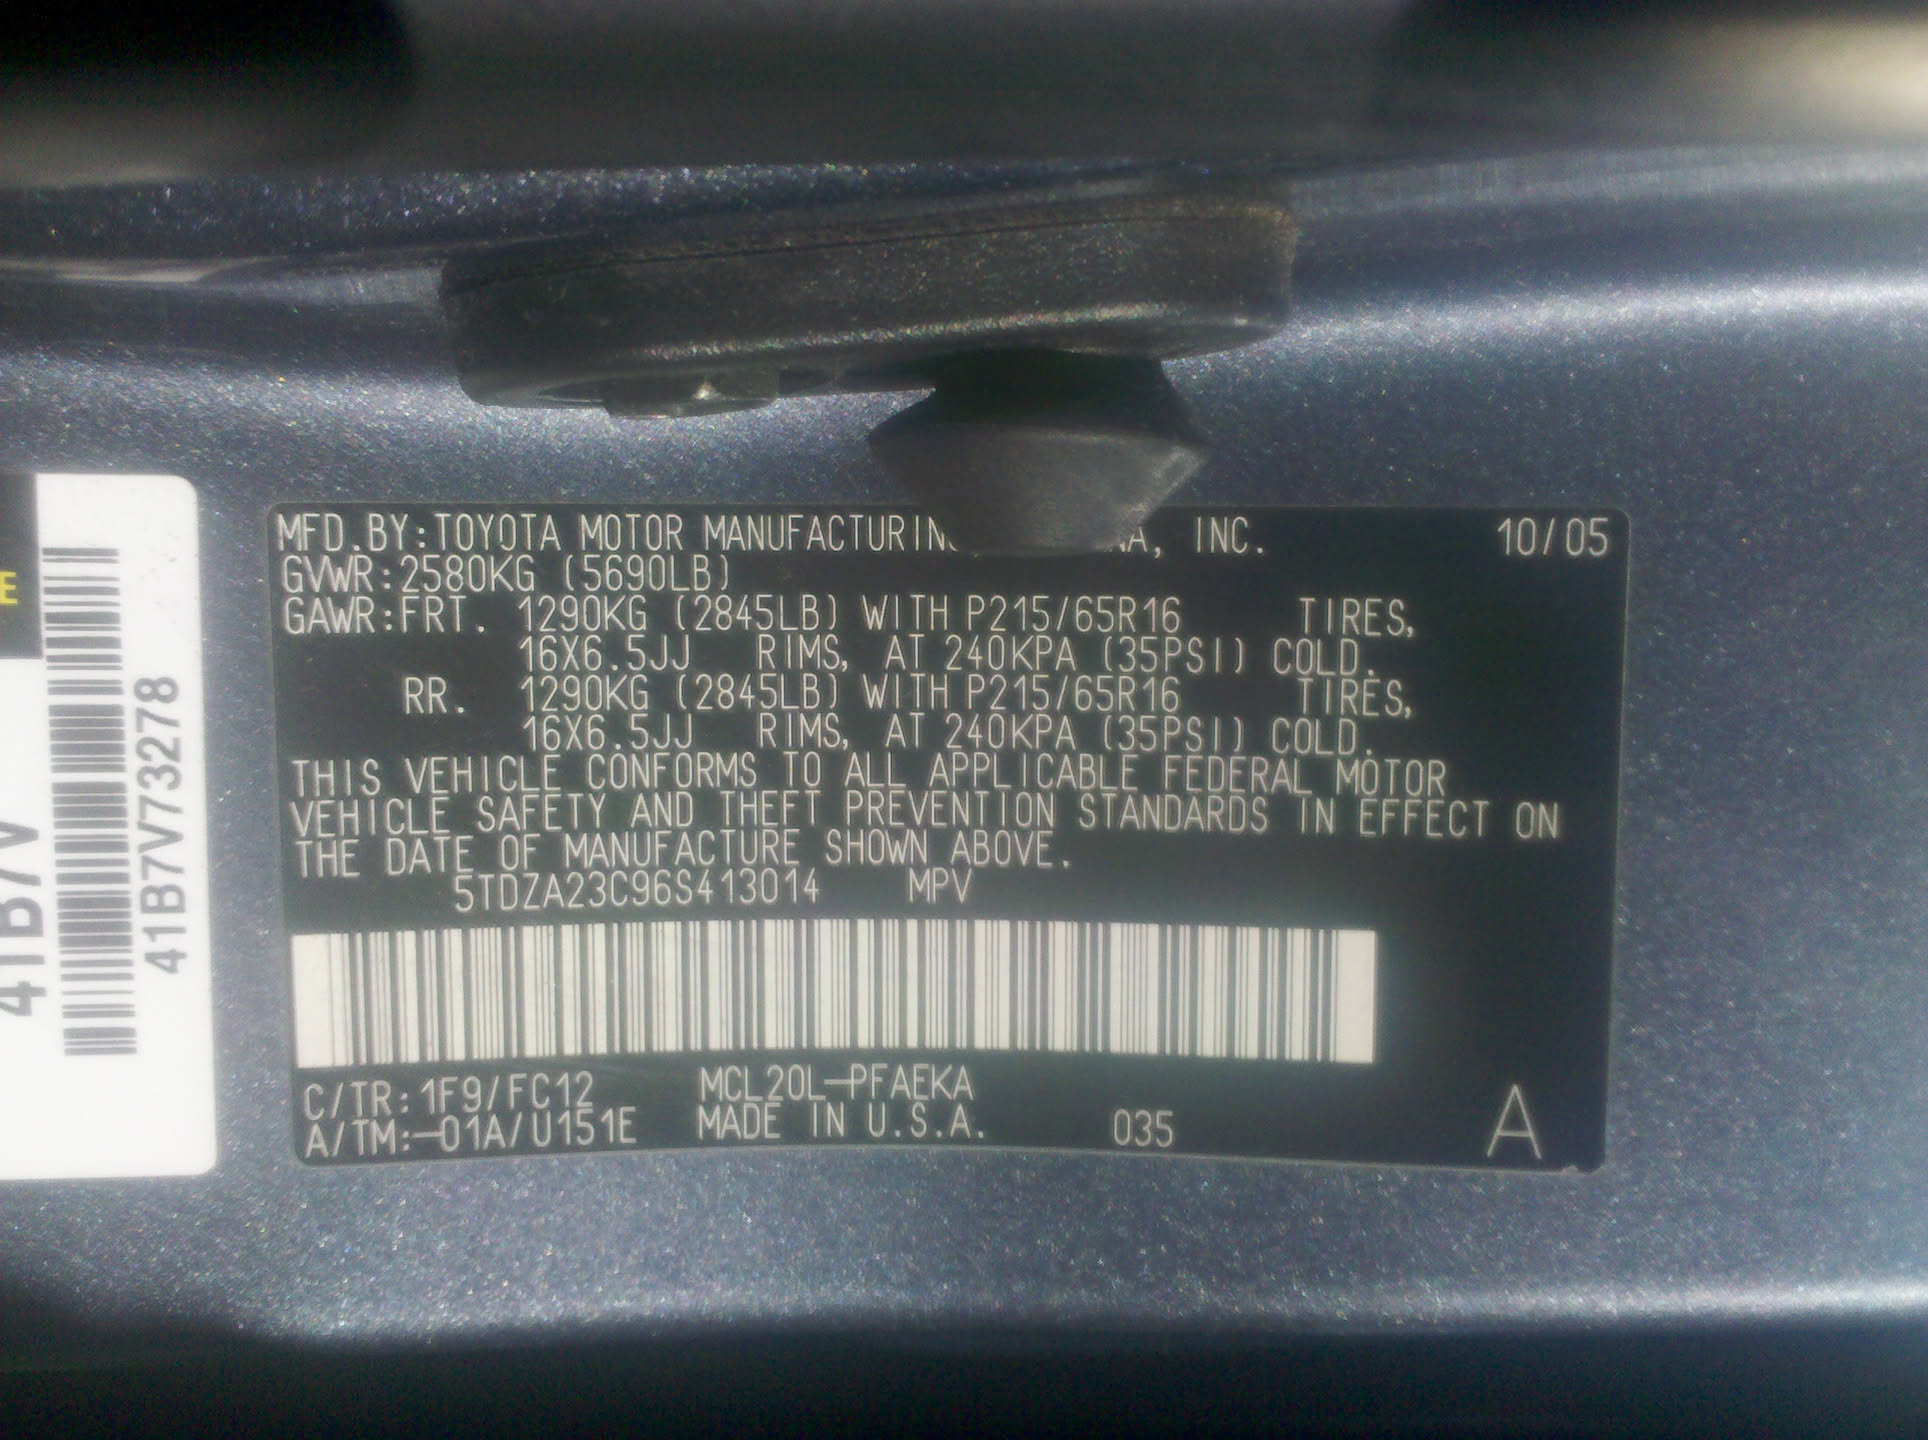 MFD.BY:TOYOTA MOTOR MANUFACTURING INC. 10/05
GVWR:2580KG (5690LB)
GAWR:FRT. 1290KG (2845LB) WITH P215/65R16 TIRES,
16X6.5JJ RIMS, AT 240KPA (35PSI) COLD.
RR. 1290KG (2845LB) WITH P215/65R16 TIRES,
16X6.5JJ RIMS, AT 240KPA (35PSI) COLD.
THIS VEHICLE CONFORMS TO ALL APPLICABLE FEDERAL MOTOR
VEHICLE SAFETY AND THEFT PREVENTION STANDARDS IN EFFECT ON
THE DATE OF MANUFACTURE SHOWN ABOVE.
5TDZA23C96S413014 MPV
C/TR:1F9/FC12 MCL20L-PFAEKA
A/TM:-01A/U151E MADE IN U.S.A. 035 A
41B7V
41B7V73278
E